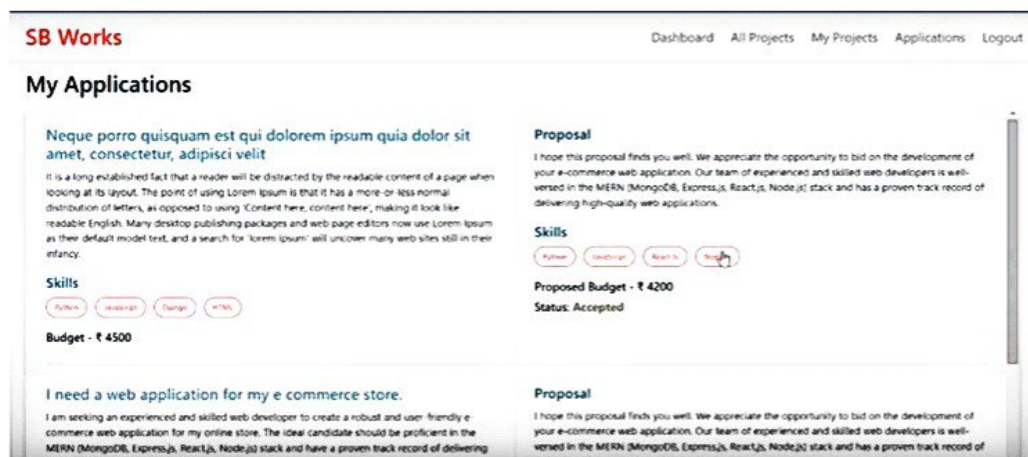 SB Works
Dashboard All Projects My Projects Applications Logout
My Applications
Neque porro quisquam est qui dolorem ipsum quia dolor sit
amet, consectetur, adipisci velit
It is a long established fact that a reader will be distracted by the readable content of a page when
looking at its layout. The point of using Lorem Ipsum is that it has a more-or-less normal
distribution of letters, as opposed to using 'Content here, content here', making it look like
readable English. Many desktop publishing packages and web page editors now use Lorem Ipsum
as their default model text, and a search for 'lorem ipsum' will uncover many web sites still in their
infancy.
Skills
Python JavaScript Django HTML
Budget - ₹ 4500
Proposal
I hope this proposal finds you well. We appreciate the opportunity to bid on the development of
your e-commerce web application. Our team of experienced and skilled web developers is well-
versed in the MERN (MongoDB, Express.js, React.js, Node.js) stack and has a proven track record of
delivering high-quality web applications.
Skills
Python JavaScript React Js
Proposed Budget - ₹ 4200
Status: Accepted
I need a web application for my e commerce store.
I am seeking an experienced and skilled web developer to create a robust and user-friendly e-
commerce web application for my online store. The ideal candidate should be proficient in the
MERN (MongoDB, Express.js, React.js, Node.js) stack and have a proven track record of delivering
Proposal
I hope this proposal finds you well. We appreciate the opportunity to bid on the development of
your e-commerce web application. Our team of experienced and skilled web developers is well-
versed in the MERN (MongoDB, Express.js, React.js, Node.js) stack and has a proven track record of